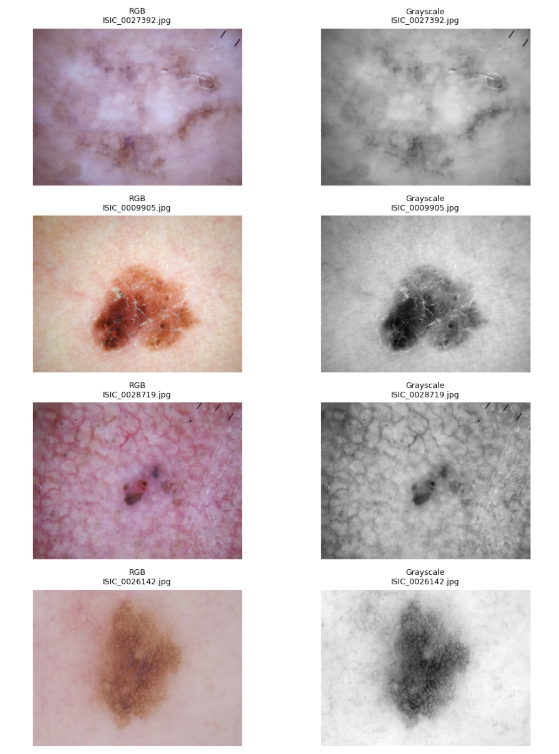 RGB
ISIC_0027392.jpg
Grayscale
ISIC_0027392.jpg
RGB
ISIC_0009905.jpg
Grayscale
ISIC_0009905.jpg
RGB
ISIC_0028719.jpg
Grayscale
ISIC_0028719.jpg
RGB
ISIC_0026142.jpg
Grayscale
ISIC_0026142.jpg